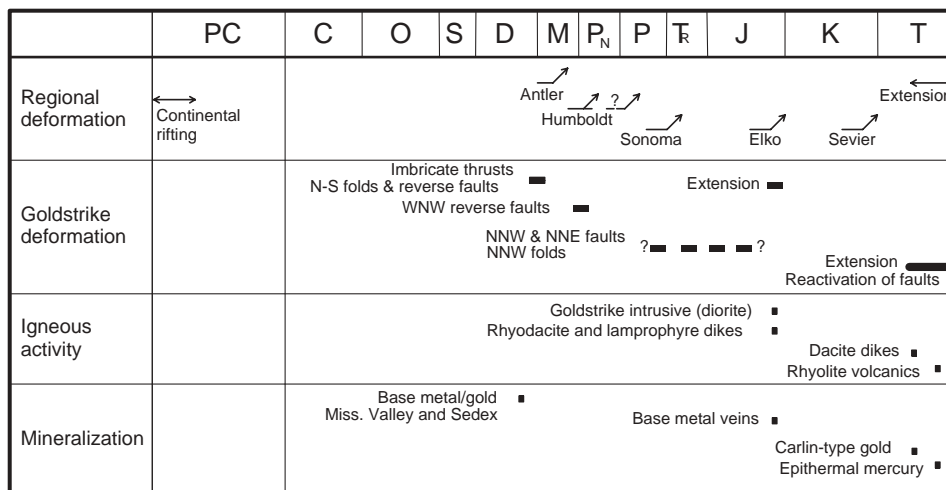 PC C O S D M PN P TR J K T
Regional
deformation
Continental
rifting
Antler
Humboldt
?
Sonoma
Elko
Sevier
Extension
Goldstrike
deformation
Imbricate thrusts
N-S folds & reverse faults
Extension
WNW reverse faults
NNW & NNE faults
NNW folds
? ?
Extension
Reactivation of faults
Igneous
activity
Goldstrike intrusive (diorite)
Rhyodacite and lamprophyre dikes
Dacite dikes
Rhyolite volcanics
Mineralization
Base metal/gold
Miss. Valley and Sedex
Base metal veins
Carlin-type gold
Epithermal mercury